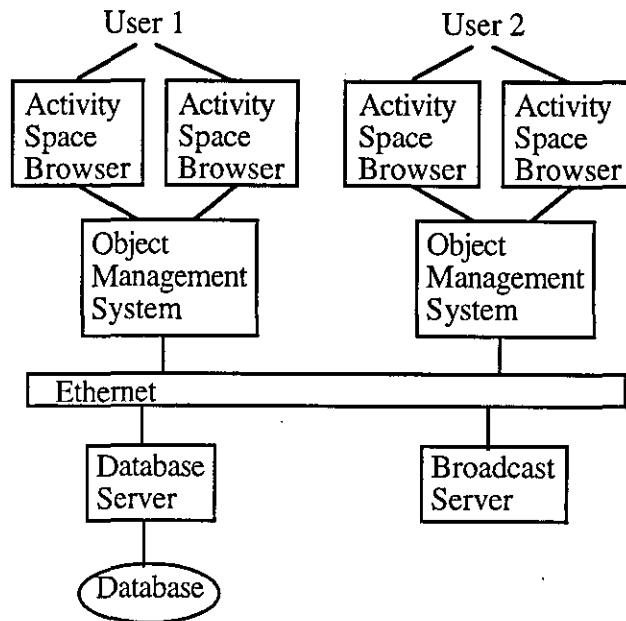 User 1
User 2
Activity
Space
Browser
Activity
Space
Browser
Activity
Space
Browser
Activity
Space
Browser
Object
Management
System
Object
Management
System
Ethernet
Database
Server
Broadcast
Server
Database